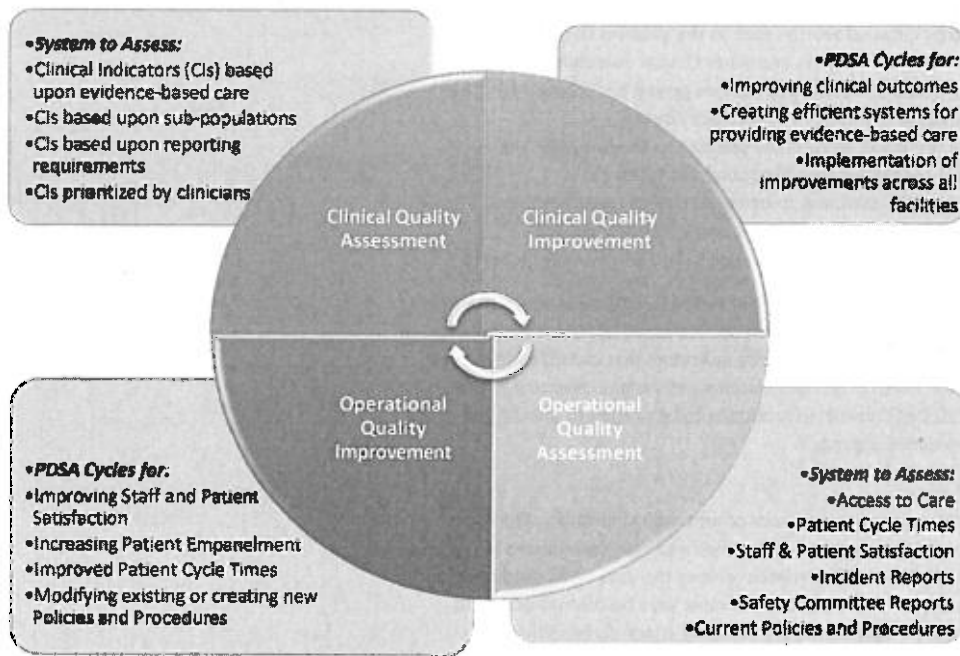 •System to Assess:
•Clinical Indicators (CIs) based
upon evidence-based care
•CIs based upon sub-populations
•CIs based upon reporting
requirements
•CIs prioritized by clinicians
•PDSA Cycles for:
•Improving clinical outcomes
•Creating efficient systems for
providing evidence-based care
•Implementation of
improvements across all
facilities
Clinical Quality
Assessment
Clinical Quality
Improvement
Operational
Quality
Improvement
Operational
Quality
Assessment
•PDSA Cycles for:
•Improving Staff and Patient
Satisfaction
•Increasing Patient Empanelment
•Improved Patient Cycle Times
•Modifying existing or creating new
Policies and Procedures
•System to Assess:
•Access to Care
•Patient Cycle Times
•Staff & Patient Satisfaction
•Incident Reports
•Safety Committee Reports
•Current Policies and Procedures